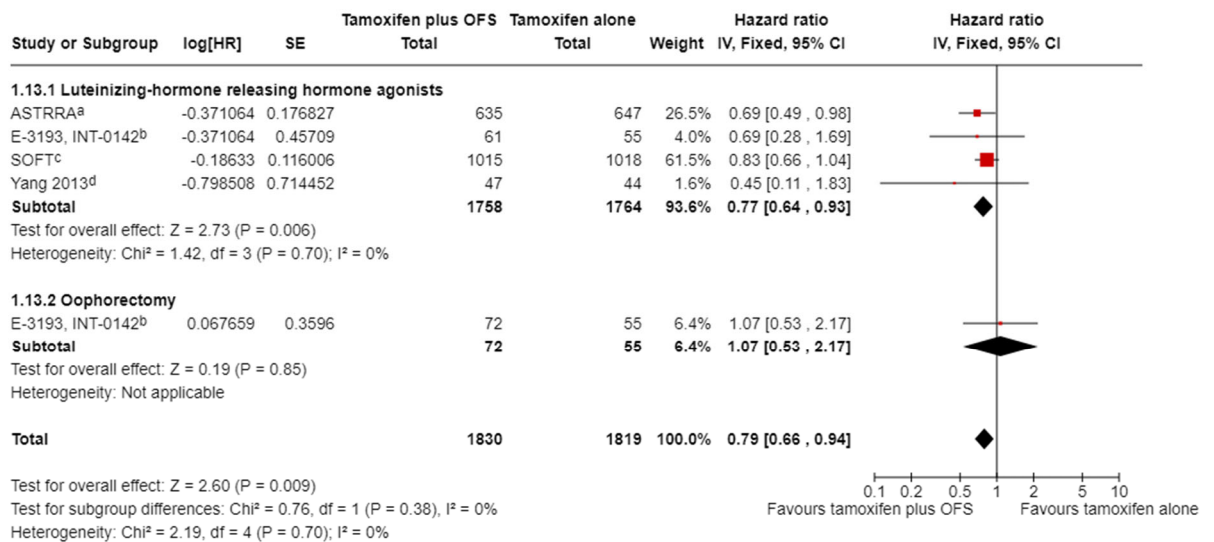 Tamoxifen plus OFS Tamoxifen alone Hazard ratio Hazard ratio
Study or Subgroup log[HR] SE Total Total Weight IV, Fixed, 95% CI IV, Fixed, 95% CI
1.13.1 Luteinizing-hormone releasing hormone agonists
ASTRRAa -0.371064 0.176827 635 647 26.5% 0.69 [0.49 , 0.98]
E-3193, INT-0142b -0.371064 0.45709 61 55 4.0% 0.69 [0.28 , 1.69]
SOFTc -0.18633 0.116006 1015 1018 61.5% 0.83 [0.66 , 1.04]
Yang 2013d -0.798508 0.714452 47 44 1.6% 0.45 [0.11 , 1.83]
Subtotal 1758 1764 93.6% 0.77 [0.64 , 0.93]
Test for overall effect: Z = 2.73 (P = 0.006)
Heterogeneity: Chi² = 1.42, df = 3 (P = 0.70); I² = 0%
1.13.2 Oophorectomy
E-3193, INT-0142b 0.067659 0.3596 72 55 6.4% 1.07 [0.53 , 2.17]
Subtotal 72 55 6.4% 1.07 [0.53 , 2.17]
Test for overall effect: Z = 0.19 (P = 0.85)
Heterogeneity: Not applicable
Total 1830 1819 100.0% 0.79 [0.66 , 0.94]
Test for overall effect: Z = 2.60 (P = 0.009)
Test for subgroup differences: Chi² = 0.76, df = 1 (P = 0.38), I² = 0%
Heterogeneity: Chi² = 2.19, df = 4 (P = 0.70); I² = 0%
0.1 0.2 0.5 1 2 5 10
Favours tamoxifen plus OFS Favours tamoxifen alone